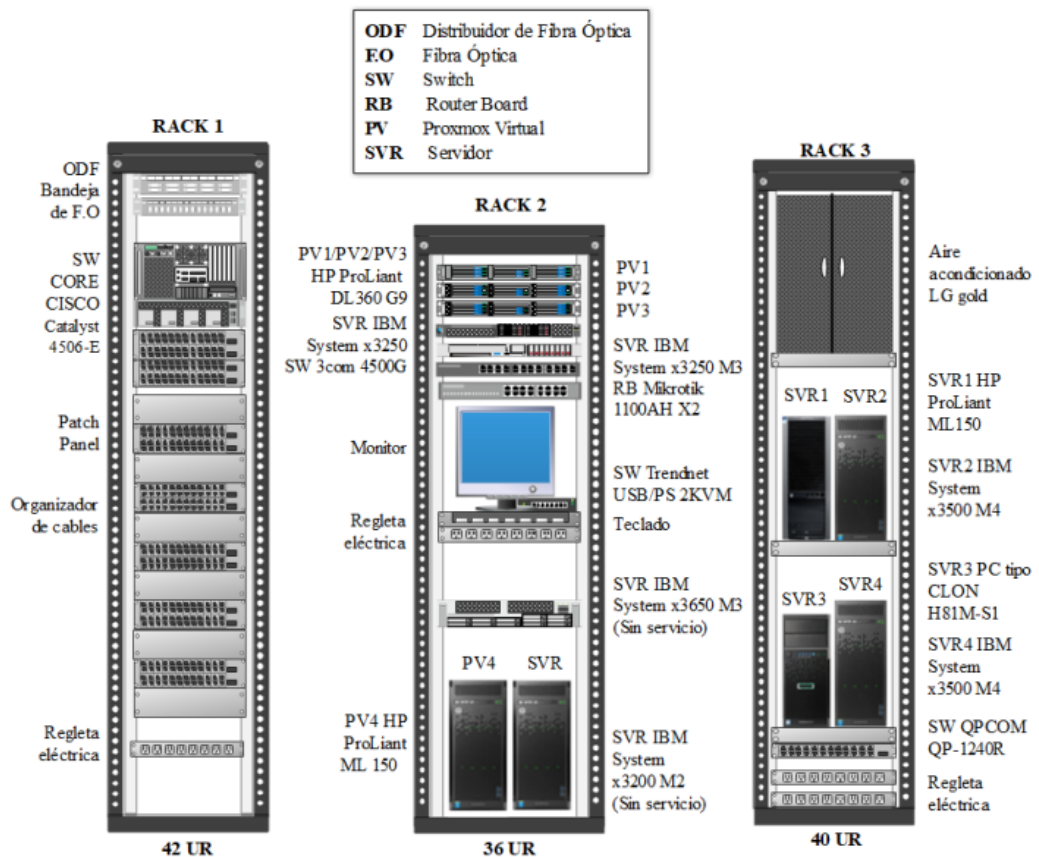 ODF Distribuidor de Fibra Óptica
F.O Fibra Óptica
SW Switch
RB Router Board
PV Proxmox Virtual
SVR Servidor
RACK 1
ODF
Bandeja
de F.O
SW
CORE
CISCO
Catalyst
4506-E
Patch
Panel
Organizador
de cables
Regleta
eléctrica
42 UR
RACK 2
PV1/PV2/PV3
HP ProLiant
DL360 G9
SVR IBM
System x3250
SW 3com 4500G
Monitor
Regleta
eléctrica
PV4 HP
ProLiant
ML 150
PV4 SVR
PV1
PV2
PV3
SVR IBM
System x3250 M3
RB Mikrotik
1100AH X2
SW Trendnet
USB/PS 2KVM
Teclado
SVR IBM
System x3650 M3
(Sin servicio)
SVR IBM
System
x3200 M2
(Sin servicio)
36 UR
RACK 3
SVR1 SVR2
SVR3 SVR4
Aire
acondicionado
LG gold
SVR1 HP
ProLiant
ML150
SVR2 IBM
System
x3500 M4
SVR3 PC tipo
CLON
H81M-S1
SVR4 IBM
System
x3500 M4
SW QPCOM
QP-1240R
Regleta
eléctrica
40 UR